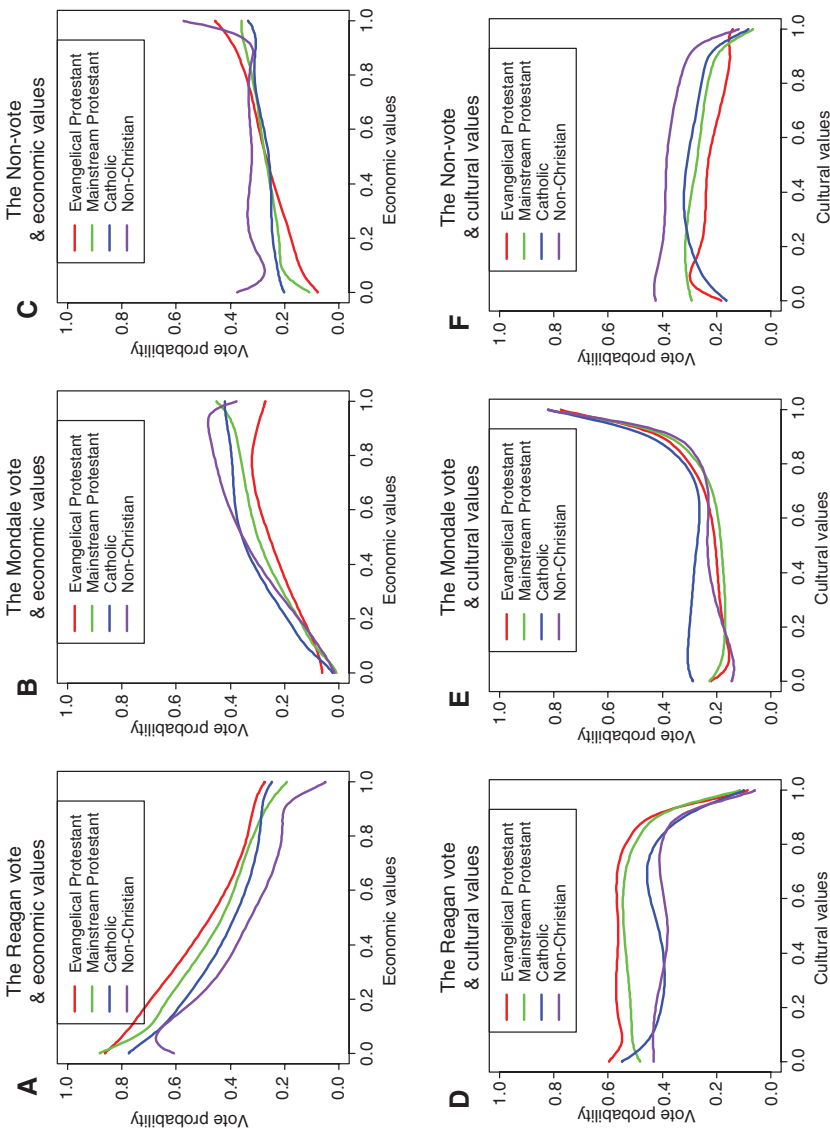 A
The Reagan vote
& economic values
Evangelical Protestant
Mainstream Protestant
Catholic
Non-Christian
Vote probability
1.0
0.8
0.6
0.4
0.2
0.0
0.0 0.2 0.4 0.6 0.8 1.0
Economic values
B
The Mondale vote
& economic values
Evangelical Protestant
Mainstream Protestant
Catholic
Non-Christian
Vote probability
1.0
0.8
0.6
0.4
0.2
0.0
0.0 0.2 0.4 0.6 0.8 1.0
Economic values
C
The Non-vote
& economic values
Evangelical Protestant
Mainstream Protestant
Catholic
Non-Christian
Vote probability
1.0
0.8
0.6
0.4
0.2
0.0
0.0 0.2 0.4 0.6 0.8 1.0
Economic values
D
The Reagan vote
& cultural values
Evangelical Protestant
Mainstream Protestant
Catholic
Non-Christian
Vote probability
1.0
0.8
0.6
0.4
0.2
0.0
0.0 0.2 0.4 0.6 0.8 1.0
Cultural values
E
The Mondale vote
& cultural values
Evangelical Protestant
Mainstream Protestant
Catholic
Non-Christian
Vote probability
1.0
0.8
0.6
0.4
0.2
0.0
0.0 0.2 0.4 0.6 0.8 1.0
Cultural values
F
The Non-vote
& cultural values
Evangelical Protestant
Mainstream Protestant
Catholic
Non-Christian
Vote probability
1.0
0.8
0.6
0.4
0.2
0.0
0.0 0.2 0.4 0.6 0.8 1.0
Cultural values